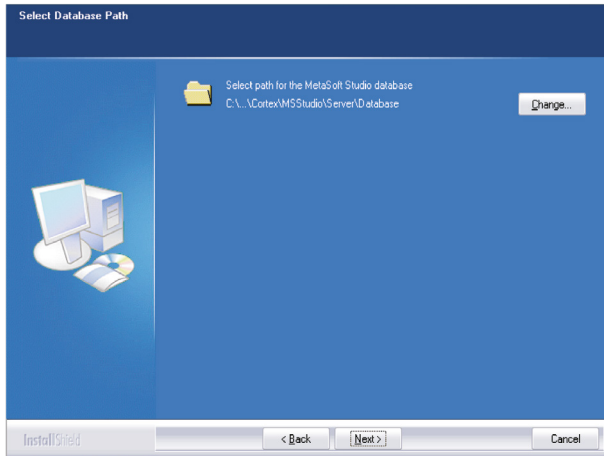 Select Database Path
Select path for the MetaSoft Studio database
C:\...\Cortex\MSStudio\Server\Database
Change...
InstallShield
< Back
Next >
Cancel